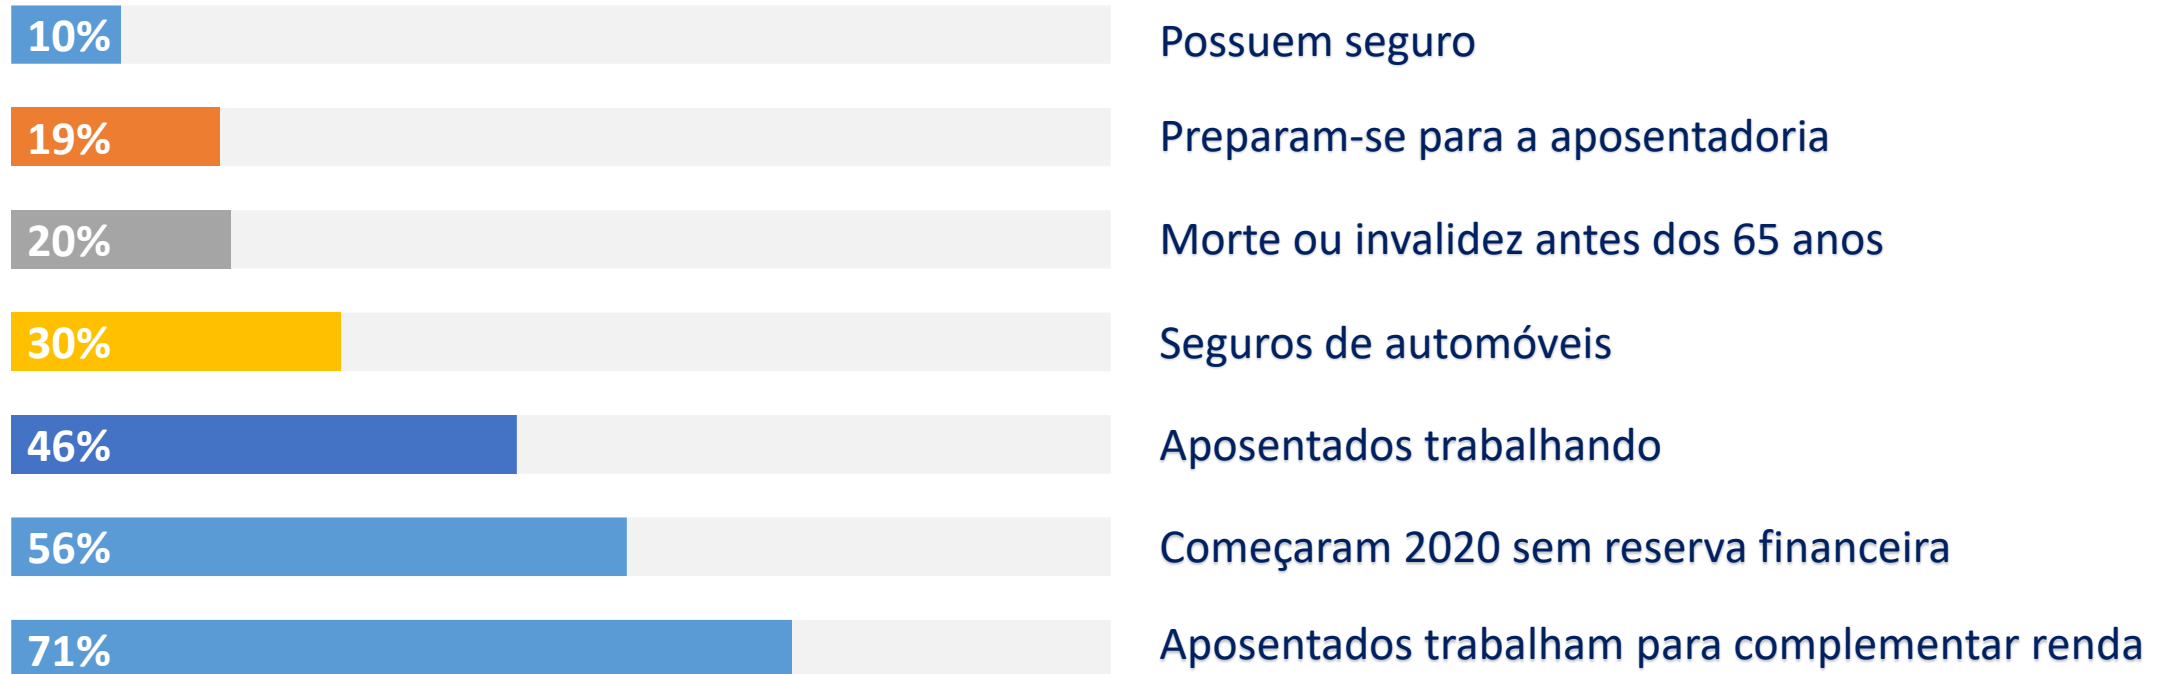 10% Possuem seguro
19% Preparam-se para a aposentadoria
20% Morte ou invalidez antes dos 65 anos
30% Seguros de automóveis
46% Aposentados trabalhando
56% Começaram 2020 sem reserva financeira
71% Aposentados trabalham para complementar renda